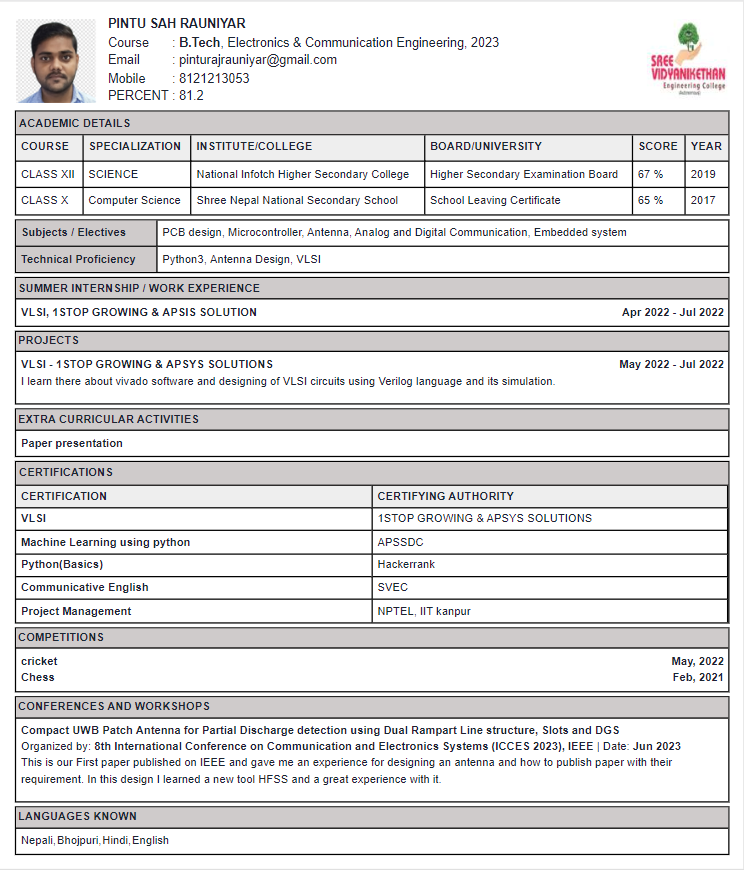 PINTU SAH RAUNIYAR
Course : B.Tech, Electronics & Communication Engineering, 2023
Email : pinturajrauniyar@gmail.com
Mobile : 8121213053
PERCENT : 81.2
SREE
VIDYANIKETHAN
Engineering College
(Autonomous)
ACADEMIC DETAILS
COURSE SPECIALIZATION INSTITUTE/COLLEGE BOARD/UNIVERSITY SCORE YEAR
CLASS XII SCIENCE National Infotch Higher Secondary College Higher Secondary Examination Board 67 % 2019
CLASS X Computer Science Shree Nepal National Secondary School School Leaving Certificate 65 % 2017
Subjects / Electives PCB design, Microcontroller, Antenna, Analog and Digital Communication, Embedded system
Technical Proficiency Python3, Antenna Design, VLSI
SUMMER INTERNSHIP / WORK EXPERIENCE
VLSI, 1STOP GROWING & APSIS SOLUTION Apr 2022 - Jul 2022
PROJECTS
VLSI - 1STOP GROWING & APSYS SOLUTIONS May 2022 - Jul 2022
I learn there about vivado software and designing of VLSI circuits using Verilog language and its simulation.
EXTRA CURRICULAR ACTIVITIES
Paper presentation
CERTIFICATIONS
CERTIFICATION CERTIFYING AUTHORITY
VLSI 1STOP GROWING & APSYS SOLUTIONS
Machine Learning using python APSSDC
Python(Basics) Hackerrank
Communicative English SVEC
Project Management NPTEL, IIT kanpur
COMPETITIONS
cricket May, 2022
Chess Feb, 2021
CONFERENCES AND WORKSHOPS
Compact UWB Patch Antenna for Partial Discharge detection using Dual Rampart Line structure, Slots and DGS
Organized by: 8th International Conference on Communication and Electronics Systems (ICCES 2023), IEEE | Date: Jun 2023
This is our First paper published on IEEE and gave me an experience for designing an antenna and how to publish paper with their
requirement. In this design I learned a new tool HFSS and a great experience with it.
LANGUAGES KNOWN
Nepali, Bhojpuri, Hindi, English